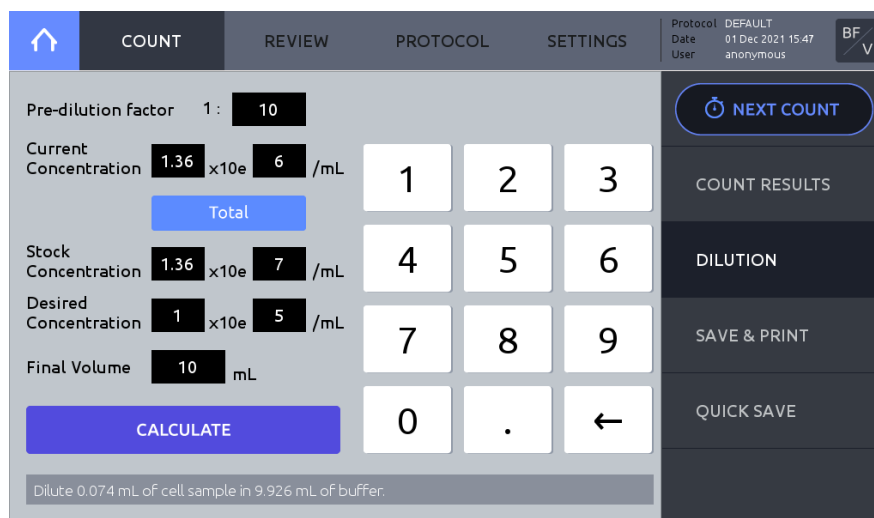 COUNT REVIEW PROTOCOL SETTINGS
Protocol DEFAULT
Date 01 Dec 2021 15:47
User anonymous
BF
V
Pre-dilution factor 1 : 10
Current
Concentration 1.36 x10e 6 /mL
Total
Stock
Concentration 1.36 x10e 7 /mL
Desired
Concentration 1 x10e 5 /mL
Final Volume 10 mL
CALCULATE
1 2 3
4 5 6
7 8 9
0 . ←
Dilute 0.074 mL of cell sample in 9.926 mL of buffer.
NEXT COUNT
COUNT RESULTS
DILUTION
SAVE & PRINT
QUICK SAVE